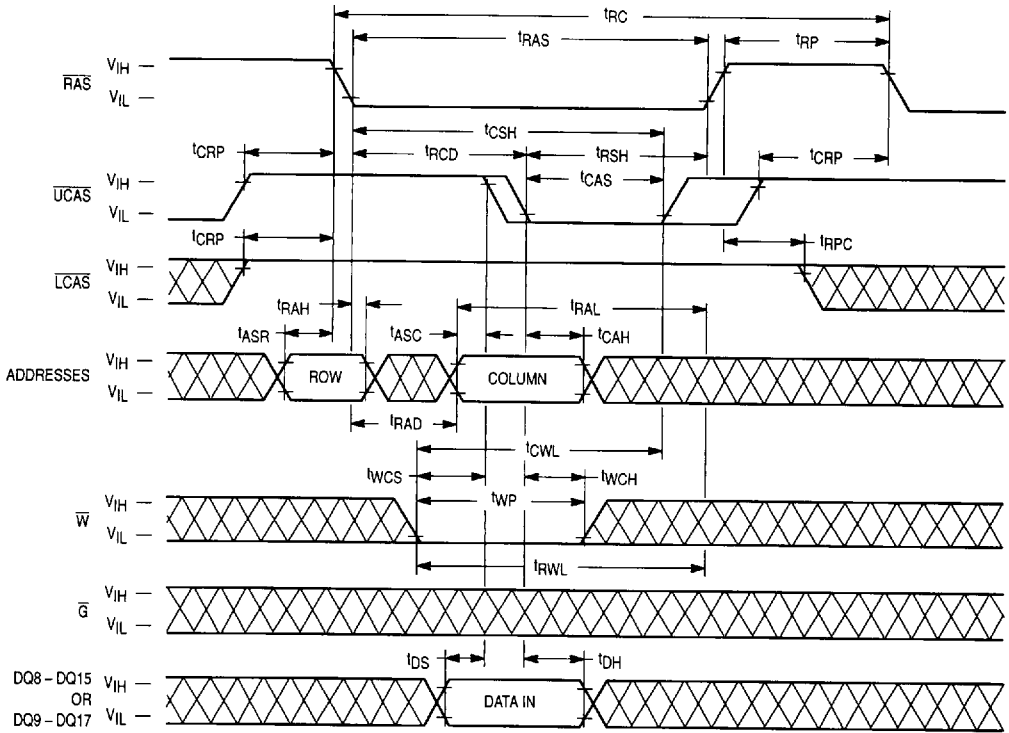 tRC
tRAS
tRP
RAS
VIH
VIL
tCSH
tCRP
tRCD
tRSH
tCRP
tCAS
UCAS
VIH
VIL
tCRP
tRPC
LCAS
VIH
VIL
tRAH
tRAL
tASR
tASC
tCAH
ADDRESSES
VIH
VIL
ROW
COLUMN
tRAD
tCWL
tWCS
tWCH
tWP
W
VIH
VIL
tRWL
G
VIH
VIL
tDS
tDH
DQ8 – DQ15
OR
DQ9 – DQ17
VIH
VIL
DATA IN